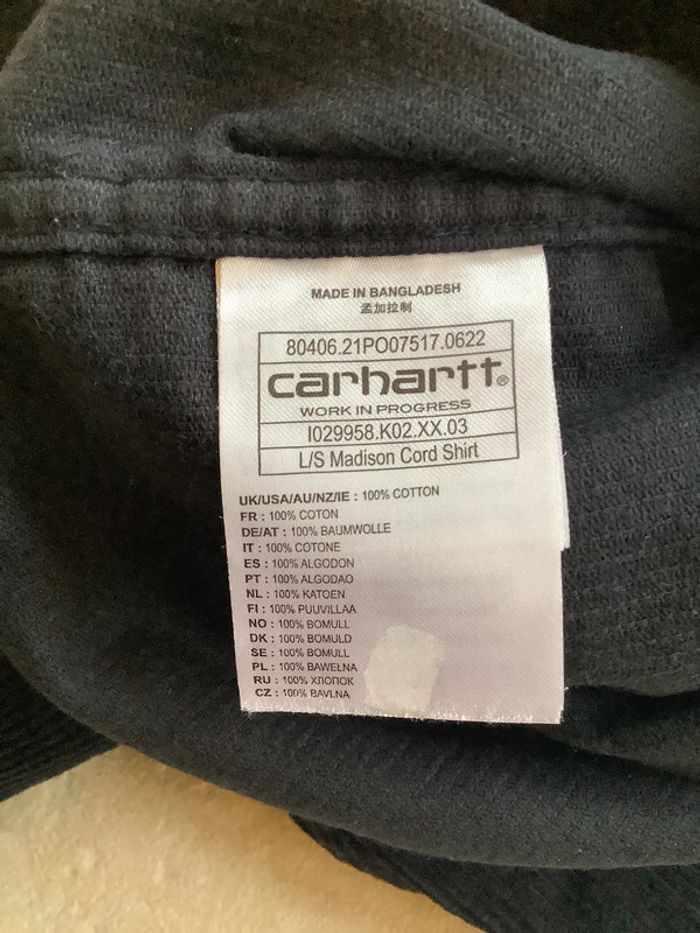 MADE IN BANGLADESH
孟加拉制
80406.21PO07517.0622
carhartt®
WORK IN PROGRESS
I029958.K02.XX.03
L/S Madison Cord Shirt
UK/USA/AU/NZ/IE : 100% COTTON
FR : 100% COTON
DE/AT : 100% BAUMWOLLE
IT : 100% COTONE
ES : 100% ALGODON
PT : 100% ALGODAO
NL : 100% KATOEN
FI : 100% PUUVILLAA
NO : 100% BOMULL
DK : 100% BOMULD
SE : 100% BOMULL
PL : 100% BAWEŁNA
RU : 100% ХЛОПОК
CZ : 100% BAVLNA